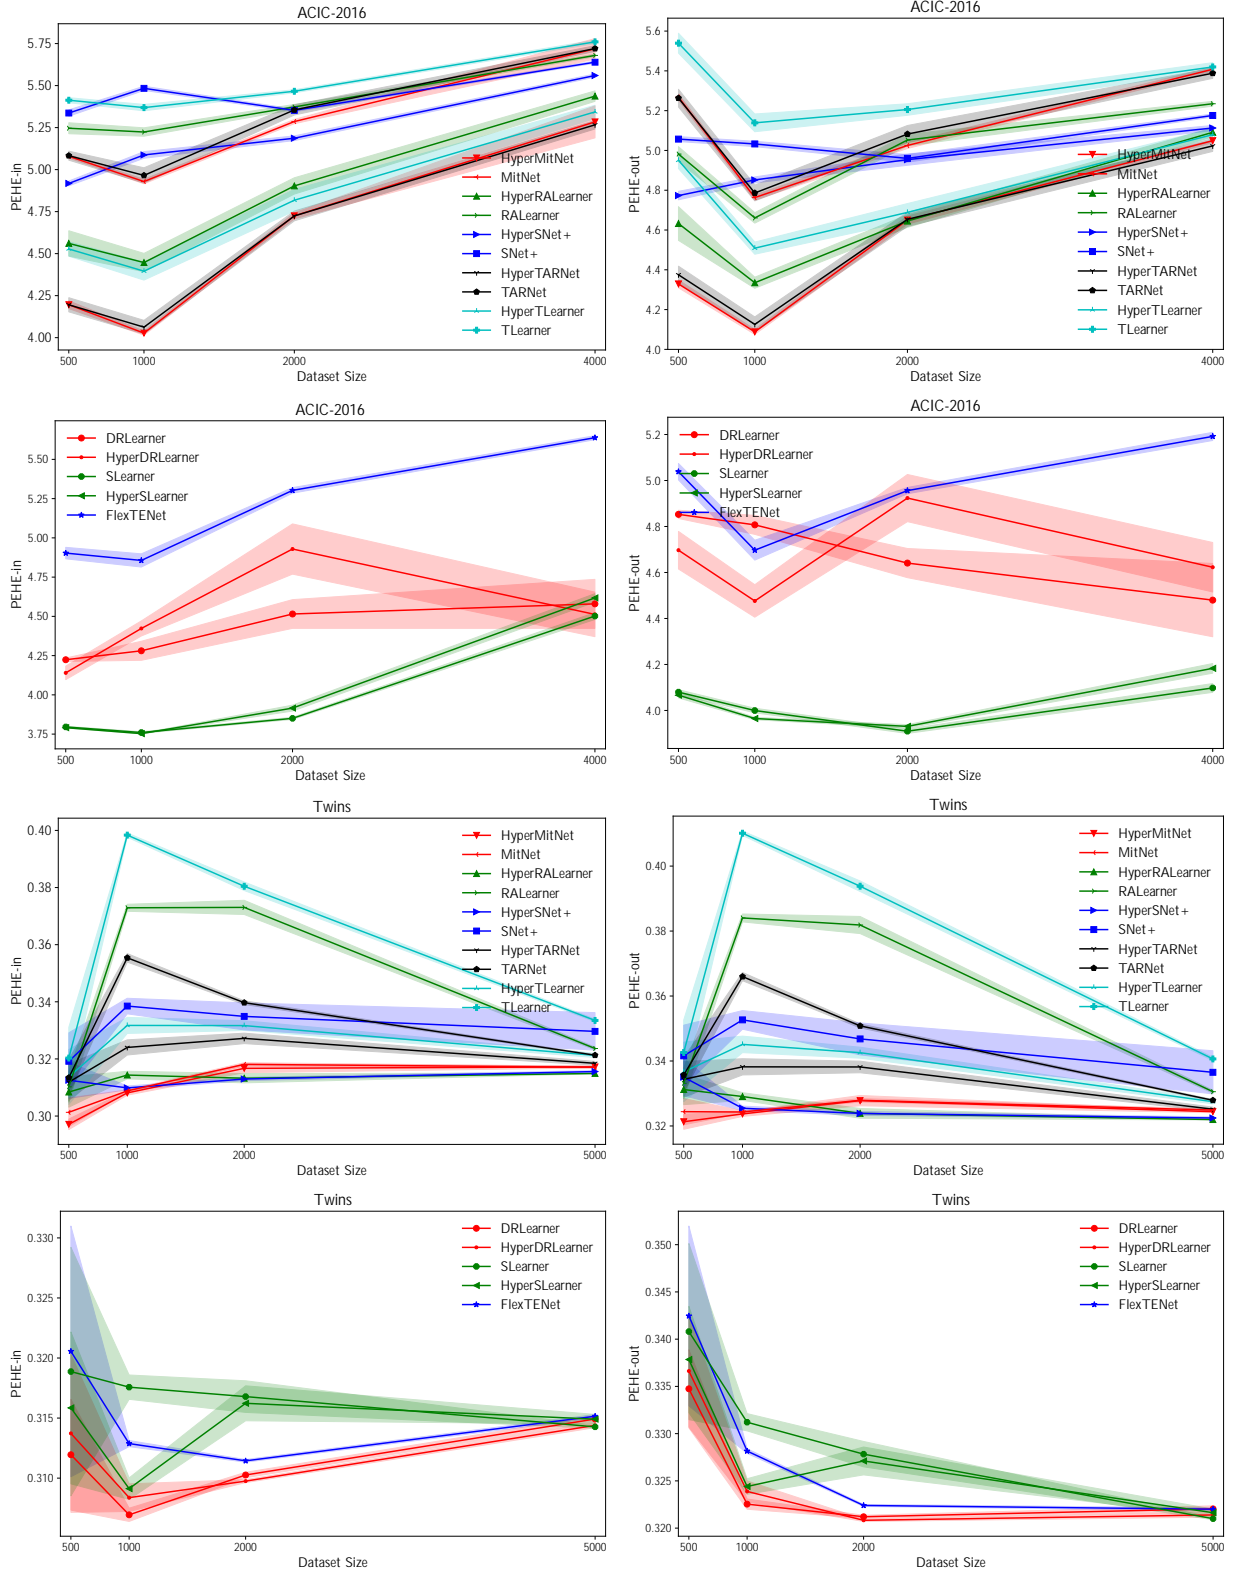 ACIC-2016
5.75
5.50
5.25
5.00
4.75
4.50
4.25
4.00
PEHE-in
HyperMitNet
MitNet
HyperRALearner
RALearner
HyperSNet+
SNet+
HyperTARNet
TARNet
HyperTLearner
TLearner
500
1000
2000
4000
Dataset Size
ACIC-2016
5.6
5.4
5.2
5.0
4.8
4.6
4.4
4.2
4.0
PEHE-out
HyperMitNet
MitNet
HyperRALearner
RALearner
HyperSNet+
SNet+
HyperTARNet
TARNet
HyperTLearner
TLearner
500
1000
2000
4000
Dataset Size
ACIC-2016
5.50
5.25
5.00
4.75
4.50
4.25
4.00
3.75
PEHE-in
DRLearner
HyperDRLearner
SLearner
HyperSLearner
FlexTENet
500
1000
2000
4000
Dataset Size
ACIC-2016
5.2
5.0
4.8
4.6
4.4
4.2
4.0
PEHE-out
DRLearner
HyperDRLearner
SLearner
HyperSLearner
FlexTENet
500
1000
2000
4000
Dataset Size
Twins
0.40
0.38
0.36
0.34
0.32
0.30
PEHE-in
HyperMitNet
MitNet
HyperRALearner
RALearner
HyperSNet+
SNet+
HyperTARNet
TARNet
HyperTLearner
TLearner
500
1000
2000
5000
Dataset Size
Twins
0.40
0.38
0.36
0.34
0.32
PEHE-out
HyperMitNet
MitNet
HyperRALearner
RALearner
HyperSNet+
SNet+
HyperTARNet
TARNet
HyperTLearner
TLearner
500
1000
2000
5000
Dataset Size
Twins
0.330
0.325
0.320
0.315
0.310
PEHE-in
DRLearner
HyperDRLearner
SLearner
HyperSLearner
FlexTENet
500
1000
2000
5000
Dataset Size
Twins
0.350
0.345
0.340
0.335
0.330
0.325
0.320
PEHE-out
DRLearner
HyperDRLearner
SLearner
HyperSLearner
FlexTENet
500
1000
2000
5000
Dataset Size